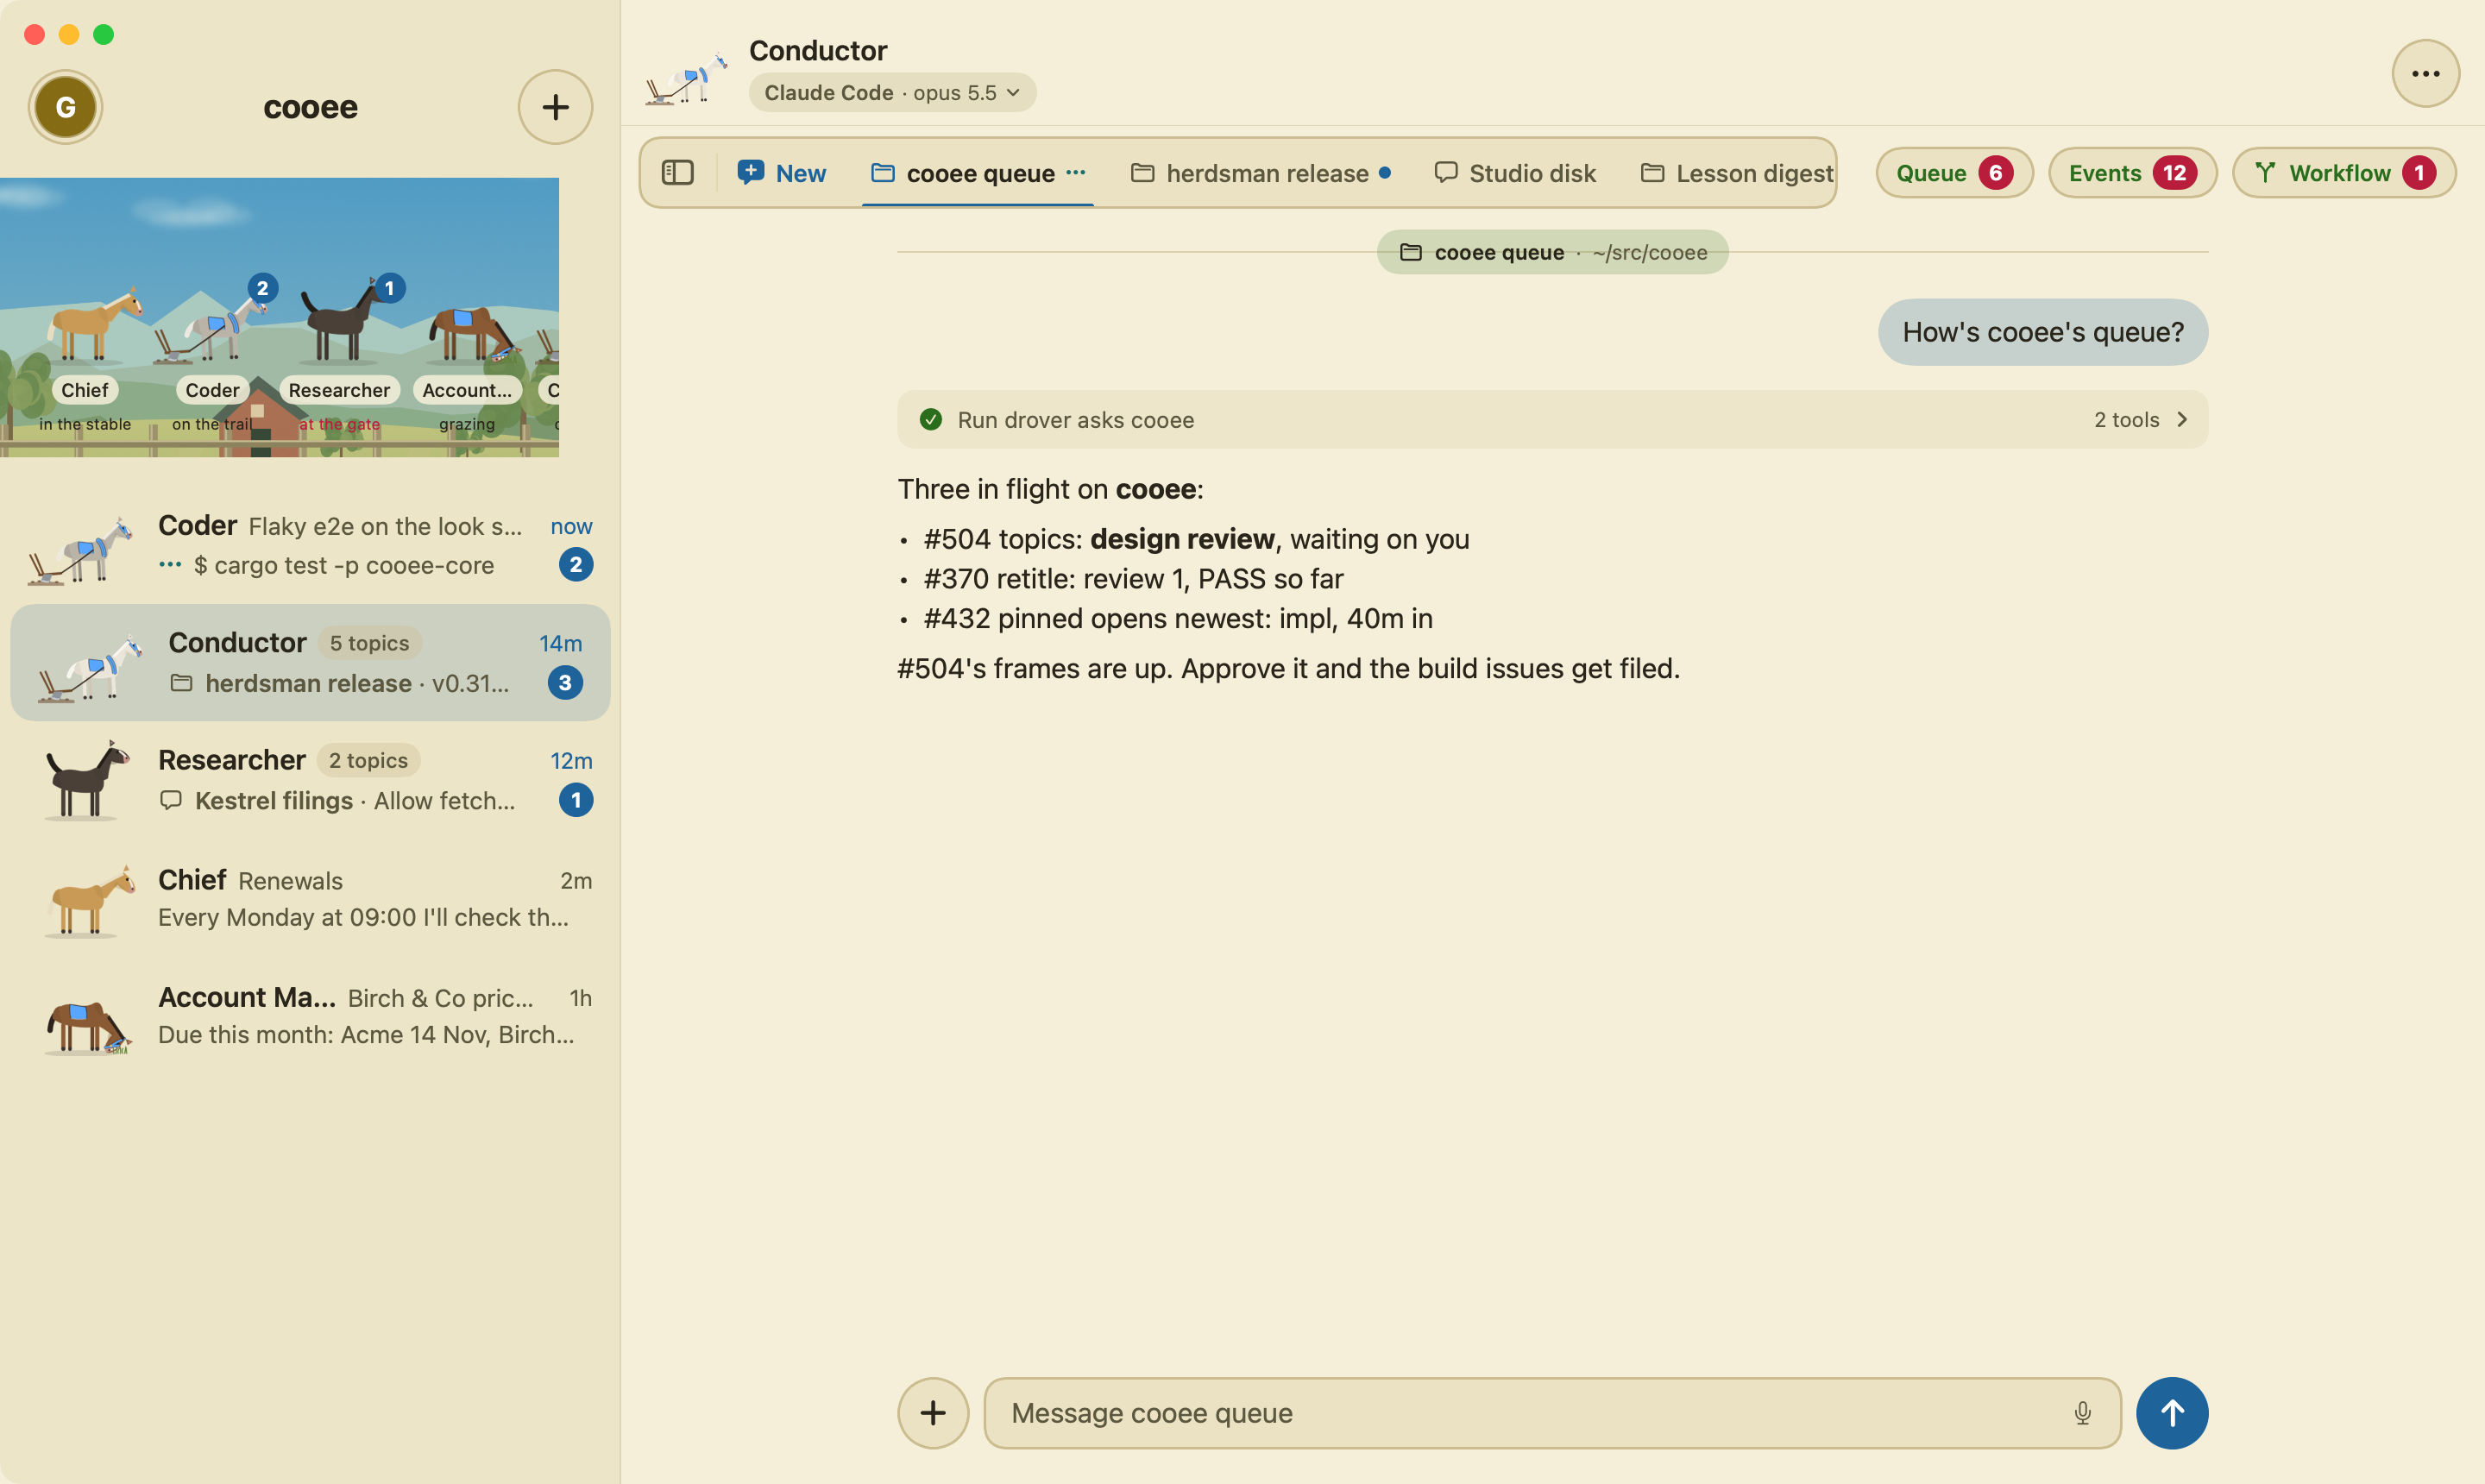 G
cooee
2
1
Chief
Coder
Researcher
Account...
C
in the stable
on the trail
at the gate
grazing
Coder Flaky e2e on the look s... now
··· $ cargo test -p cooee-core 2
Conductor 5 topics 14m
herdsman release · v0.31... 3
Researcher 2 topics 12m
Kestrel filings · Allow fetch... 1
Chief Renewals 2m
Every Monday at 09:00 I'll check th...
Account Ma... Birch & Co pric... 1h
Due this month: Acme 14 Nov, Birch...
Conductor
Claude Code · opus 5.5
New
cooee queue ···
herdsman release
Studio disk
Lesson digest
Queue 6
Events 12
Workflow 1
cooee queue · ~/src/cooee
How's cooee's queue?
Run drover asks cooee 2 tools
Three in flight on cooee:
• #504 topics: design review, waiting on you
• #370 retitle: review 1, PASS so far
• #432 pinned opens newest: impl, 40m in
#504's frames are up. Approve it and the build issues get filed.
Message cooee queue